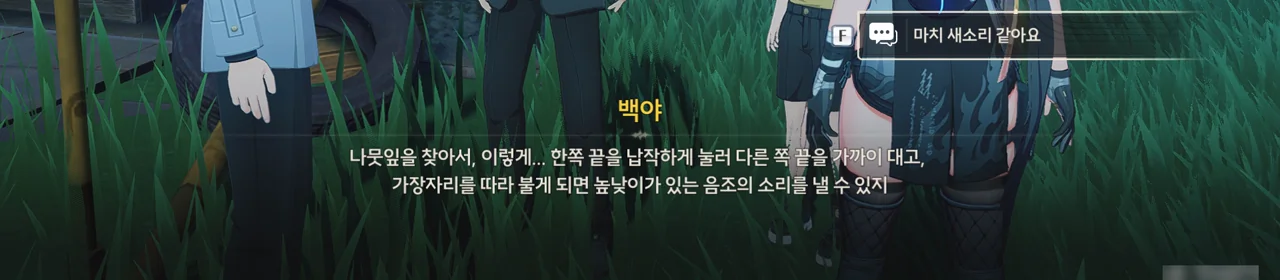 F
마치 새소리 같아요
백야
나뭇잎을 찾아서, 이렇게... 한쪽 끝을 납작하게 눌러 다른 쪽 끝을 가까이 대고,
가장자리를 따라 불게 되면 높낮이가 있는 음조의 소리를 낼 수 있지